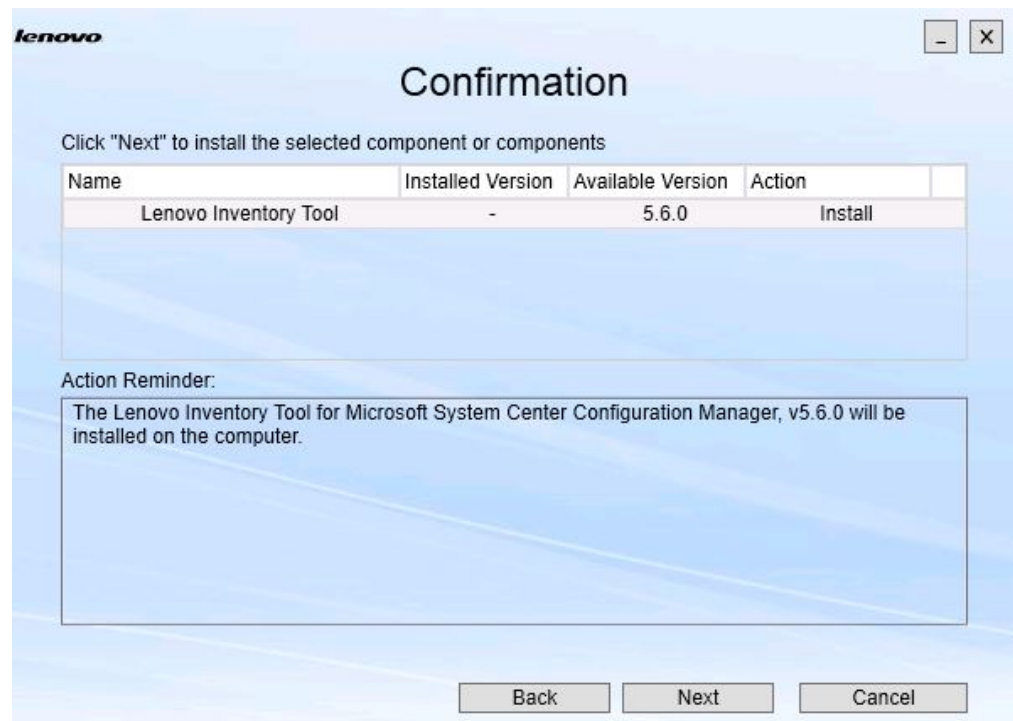 lenovo
Confirmation
Click "Next" to install the selected component or components
Name Installed Version Available Version Action
Lenovo Inventory Tool - 5.6.0 Install
Action Reminder:
The Lenovo Inventory Tool for Microsoft System Center Configuration Manager, v5.6.0 will be
installed on the computer.
Back Next Cancel